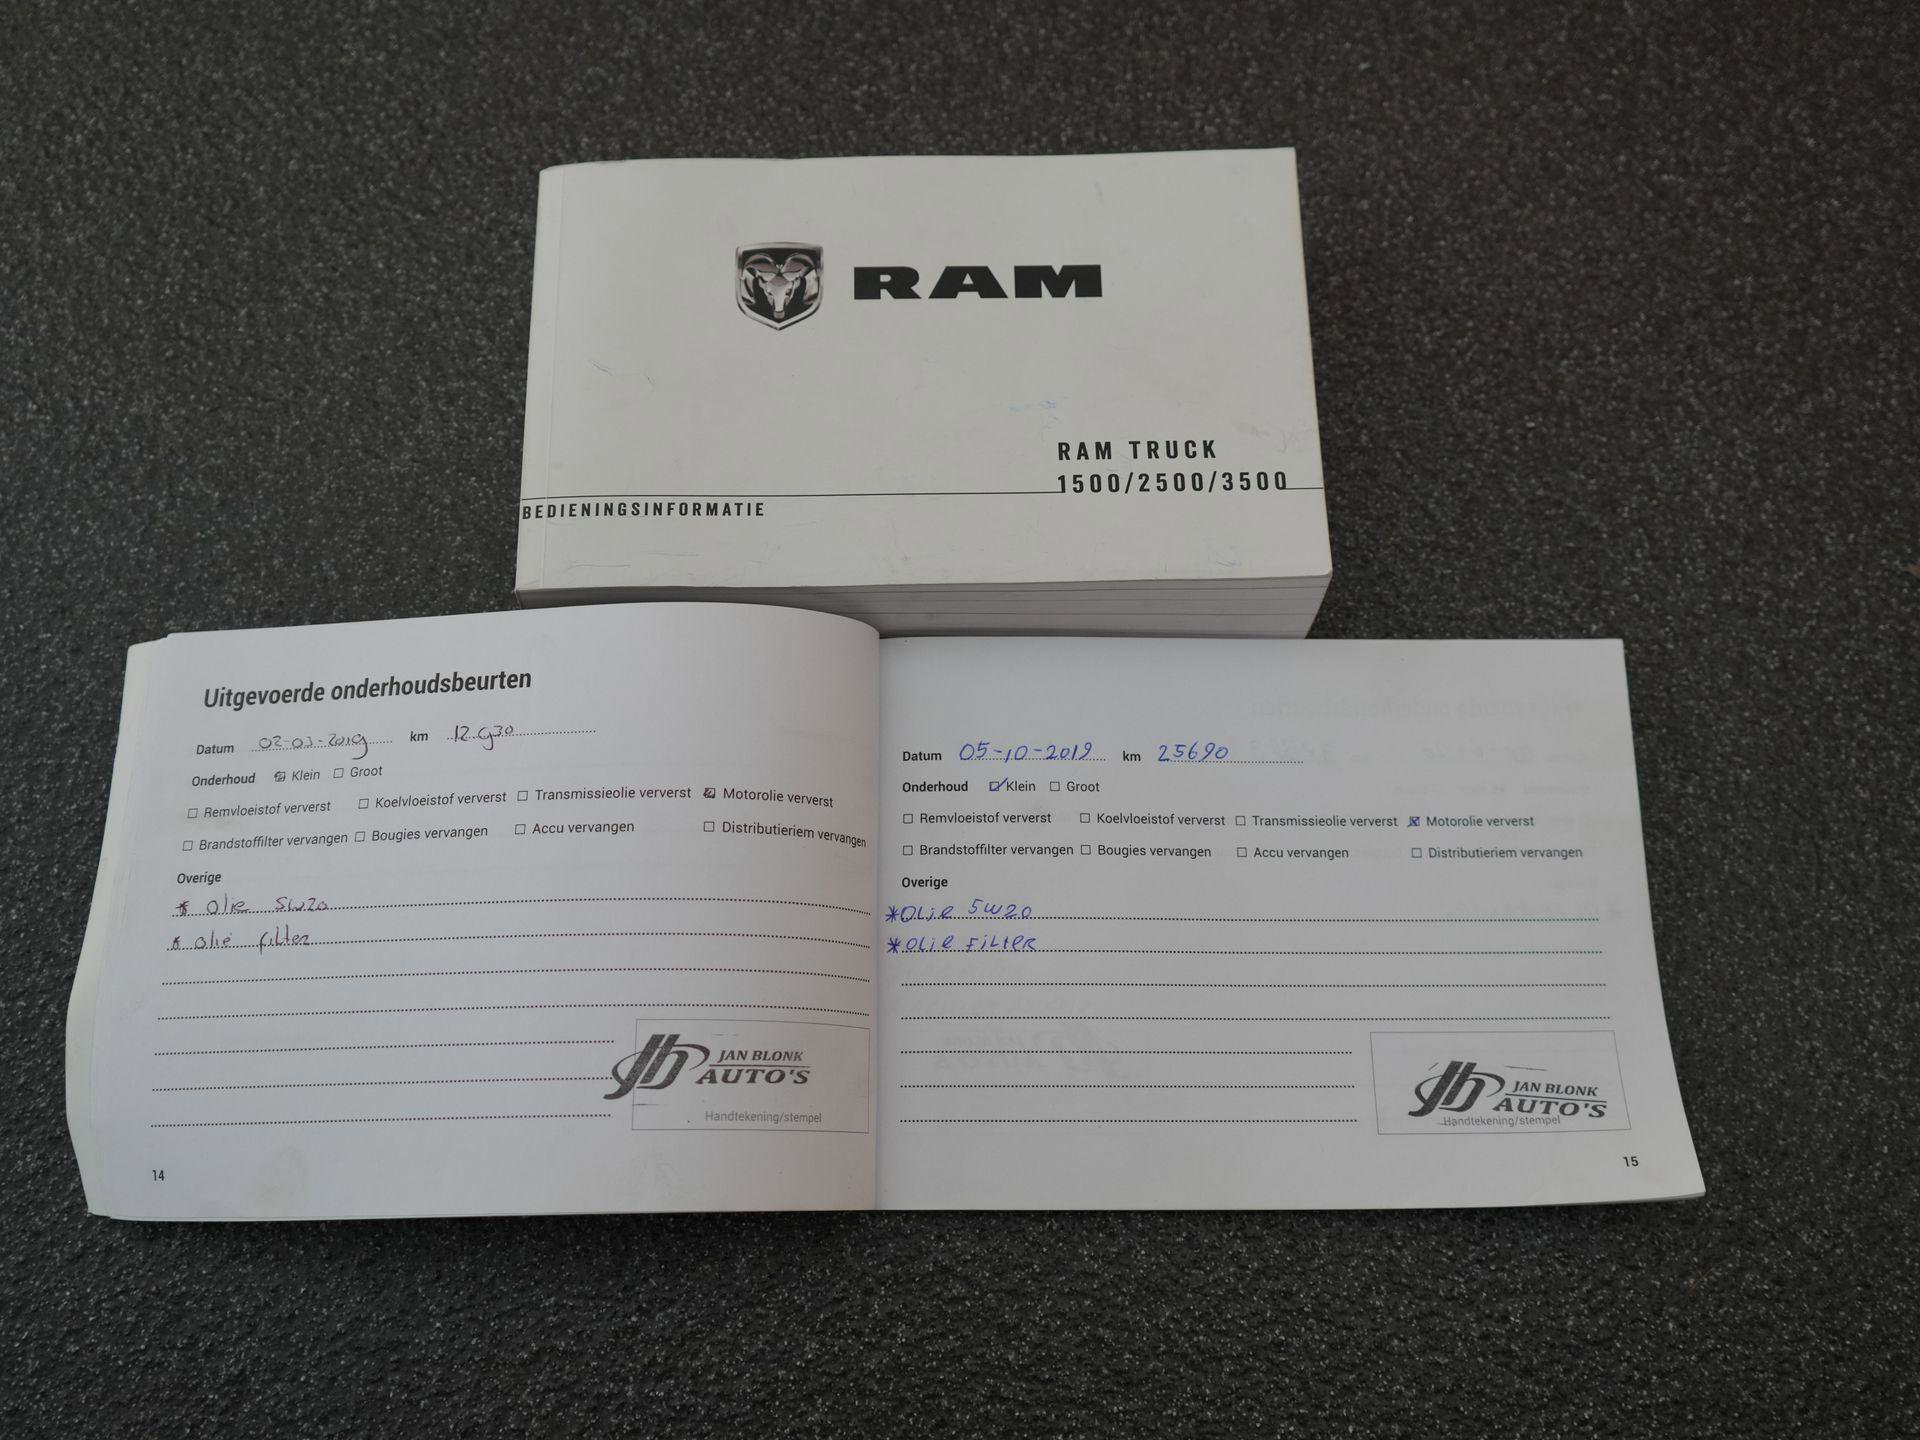 RAM
RAM TRUCK
1500/2500/3500
BEDIENINGSINFORMATIE
Uitgevoerde onderhoudsbeurten
Datum 02-03-2019 km 12.930
Onderhoud Klein Groot
Remvloeistof ververst Koelvloeistof ververst Transmissieolie ververst Motorolie ververst
Brandstoffilter vervangen Bougies vervangen Accu vervangen Distributieriem vervangen
Overige
* olie 5W20
* olie filter
JAN BLONK
AUTO'S
Handtekening/stempel
14
Datum 05-10-2019 km 25690
Onderhoud Klein Groot
Remvloeistof ververst Koelvloeistof ververst Transmissieolie ververst Motorolie ververst
Brandstoffilter vervangen Bougies vervangen Accu vervangen Distributieriem vervangen
Overige
* OLie 5W20
* OLie FiLteR
JAN BLONK
AUTO'S
Handtekening/stempel
15